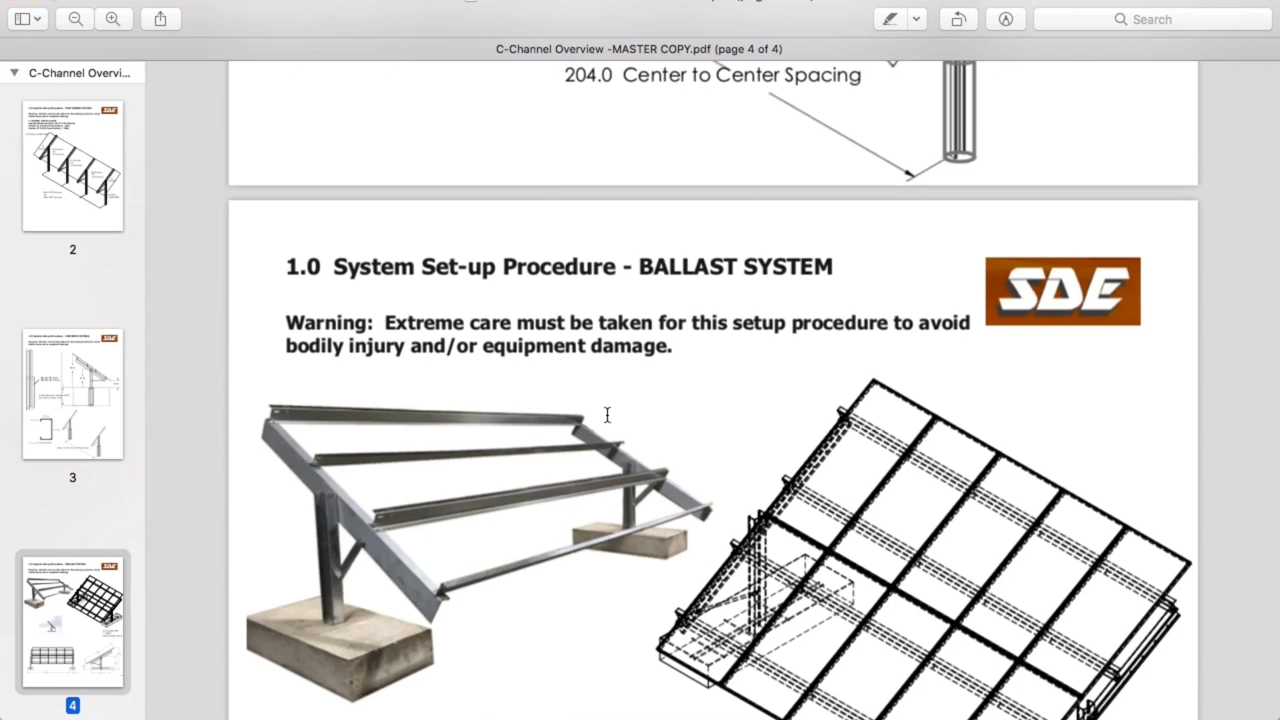 Search
C-Channel Overview -MASTER COPY.pdf (page 4 of 4)
C-Channel Overvi...
204.0 Center to Center Spacing
1.0 System Set-up Procedure - BALLAST SYSTEM
SDE
Warning: Extreme care must be taken for this setup procedure to avoid
bodily injury and/or equipment damage.
2
3
4